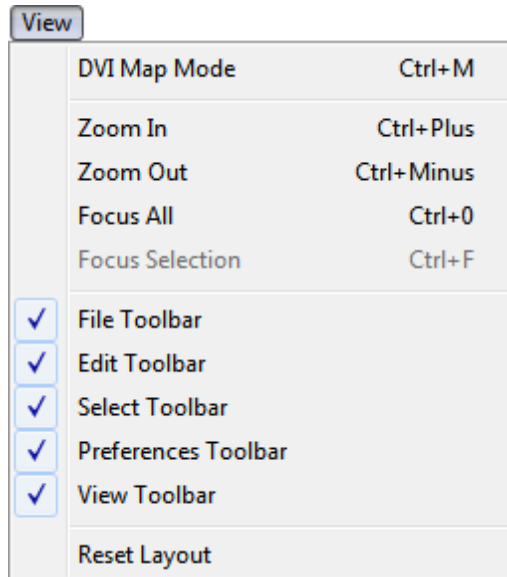 View
DVI Map Mode Ctrl+M
Zoom In Ctrl+Plus
Zoom Out Ctrl+Minus
Focus All Ctrl+0
Focus Selection Ctrl+F
File Toolbar
Edit Toolbar
Select Toolbar
Preferences Toolbar
View Toolbar
Reset Layout